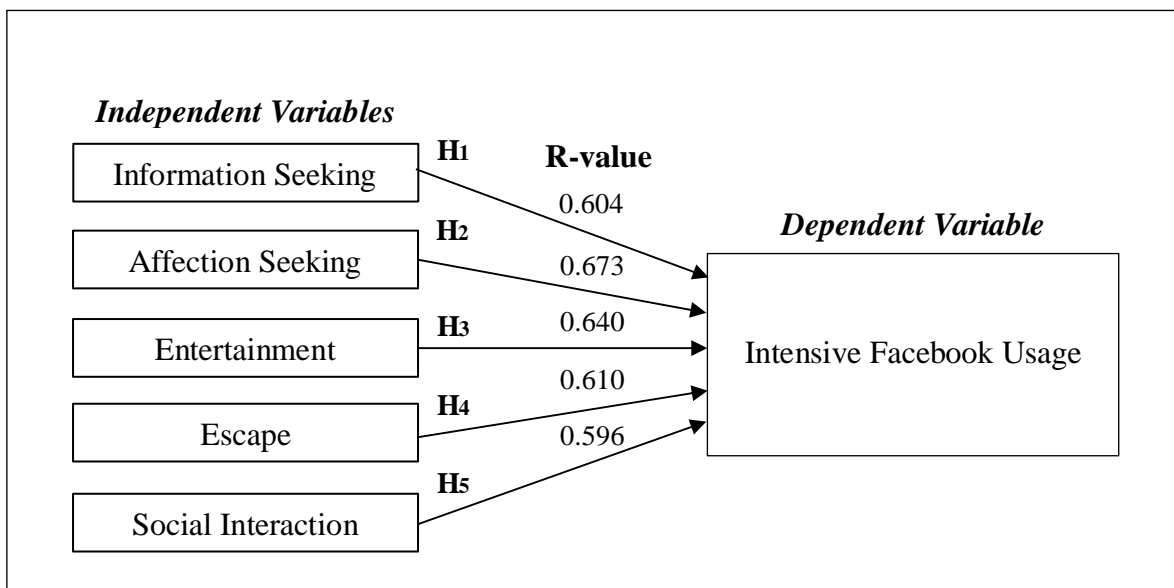 Independent Variables
H1
R-value
Information Seeking
0.604
H2
Dependent Variable
Affection Seeking
0.673
H3
0.640
Entertainment
Intensive Facebook Usage
0.610
H4
Escape
0.596
H5
Social Interaction